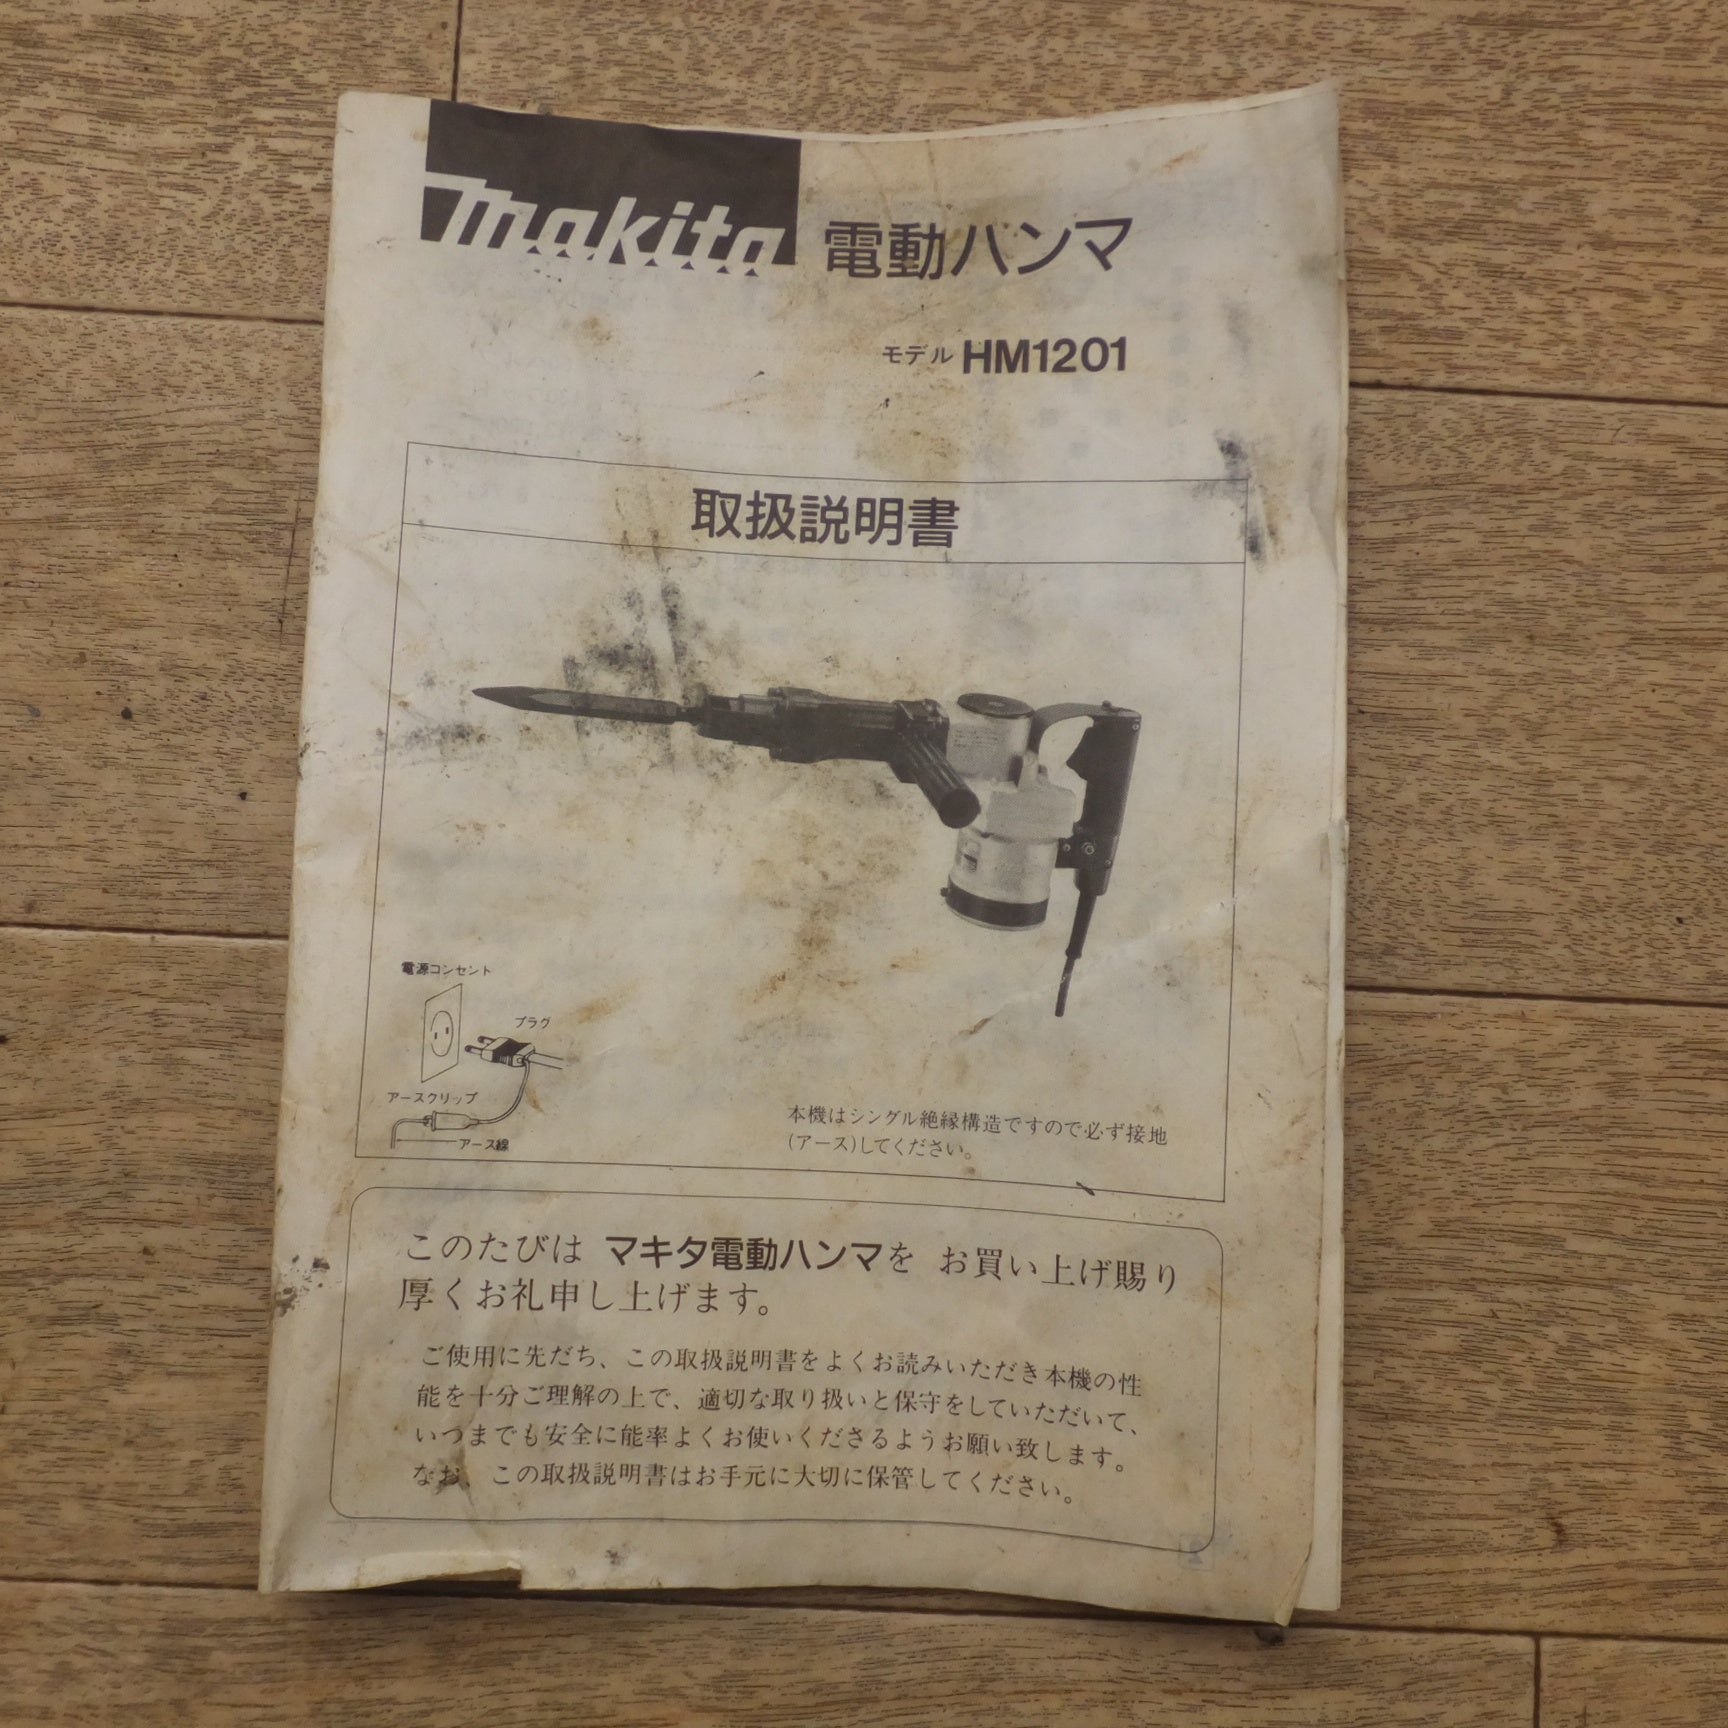 makita 電動ハンマ
モデル HM1201
取扱説明書
電源コンセント
プラグ
アースクリップ
アース線
本機はシングル絶縁構造ですので必ず接地
(アース)してください。
このたびは マキタ電動ハンマを お買い上げ賜り
厚くお礼申し上げます。
ご使用に先だち、この取扱説明書をよくお読みいただき本機の性
能を十分ご理解の上で、適切な取り扱いと保守をしていただいて、
いつまでも安全に能率よくお使いくださるようお願い致します。
なお、この取扱説明書はお手元に大切に保管してください。